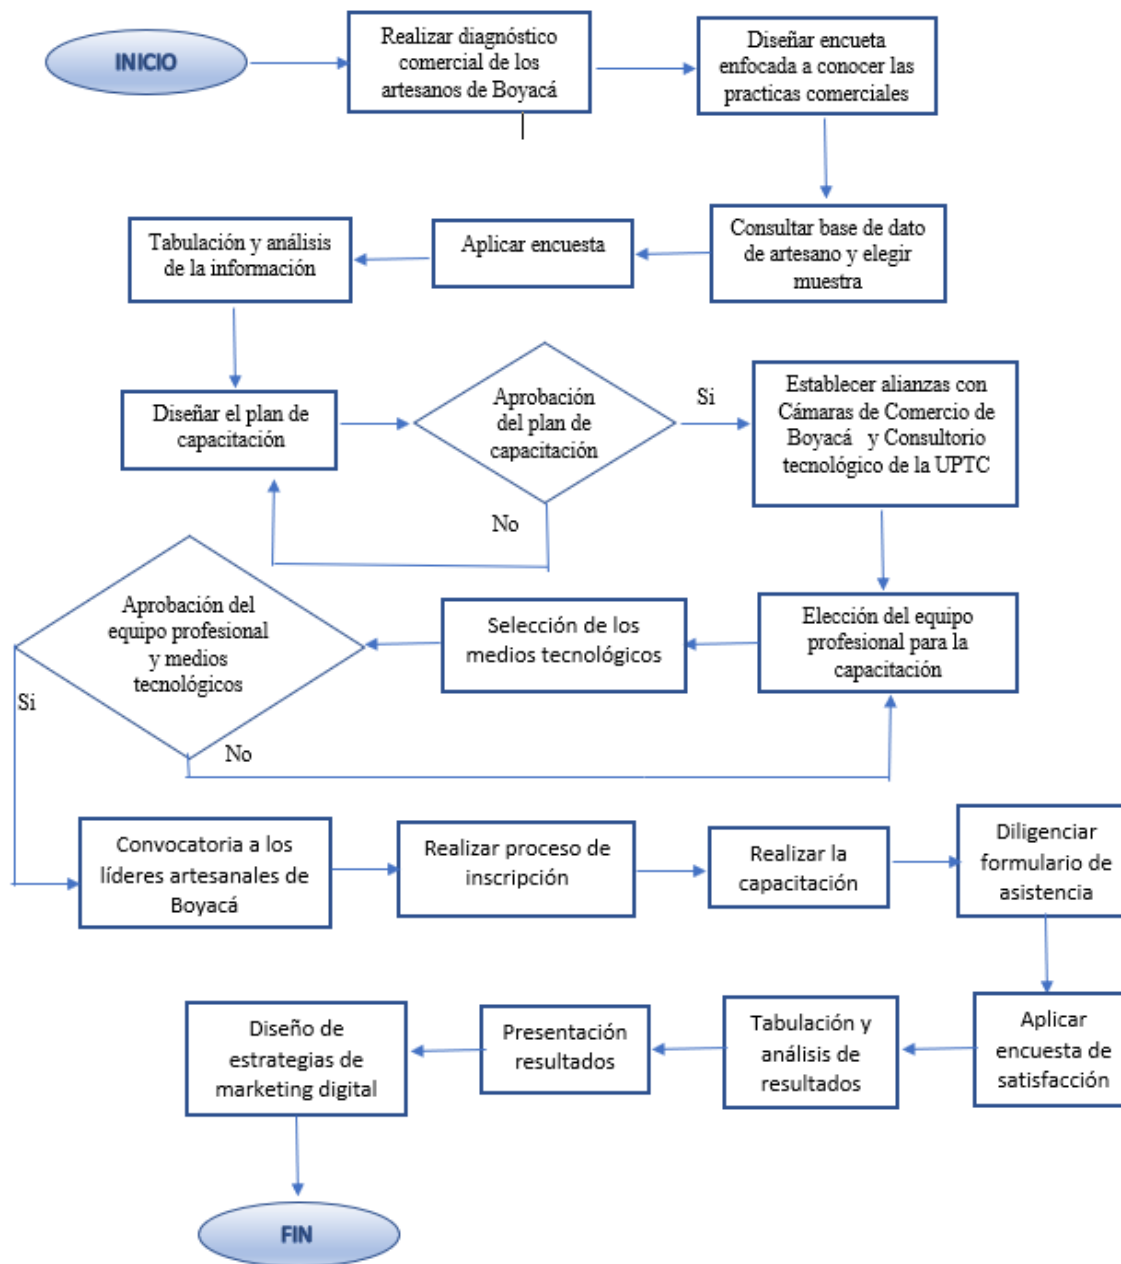 INICIO
Realizar diagnóstico
comercial de los
artesanos de Boyacá
Diseñar encueta
enfocada a conocer las
practicas comerciales
Consultar base de dato
de artesano y elegir
muestra
Aplicar encuesta
Tabulación y análisis
de la información
Diseñar el plan de
capacitación
Aprobación
del plan de
capacitación
Si
No
Establecer alianzas con
Cámaras de Comercio de
Boyacá y Consultorio
tecnológico de la UPTC
Elección del equipo
profesional para la
capacitación
Selección de los
medios tecnológicos
Aprobación del
equipo profesional
y medios
tecnológicos
Si
No
Convocatoria a los
líderes artesanales de
Boyacá
Realizar proceso de
inscripción
Realizar la
capacitación
Diligenciar
formulario de
asistencia
Aplicar
encuesta de
satisfacción
Tabulación y
análisis de
resultados
Presentación
resultados
Diseño de
estrategias de
marketing digital
FIN